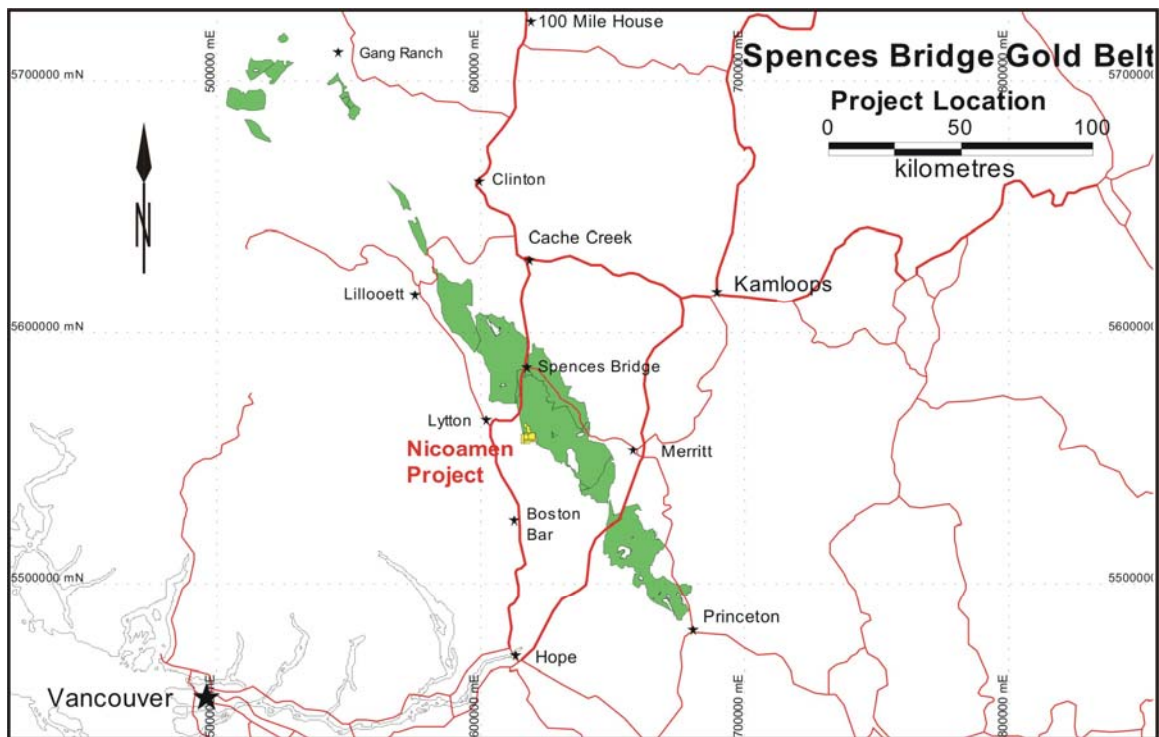 100 Mile House
Gang Ranch
Spences Bridge Gold Belt
5700000 mN
500000 mE
600000 mE
700000 mE
800000 mE
5700000
Project Location
0 50 100
kilometres
N
Clinton
Cache Creek
Kamloops
Lillooett
5600000 mN
5600000
Spences Bridge
Lytton
Nicoamen
Project
Merritt
Boston
Bar
5500000 mN
5500000
Princeton
Hope
Vancouver
500000 mE
600000 mE
700000 mE
800000 mE